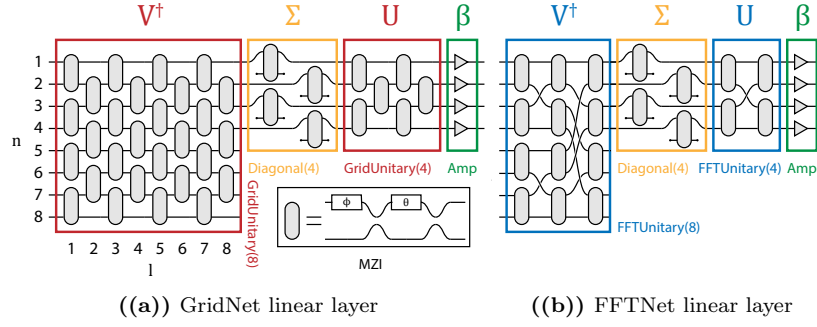 V†
Σ
U
β
1
2
3
4
5
6
7
8
n
1 2 3 4 5 6 7 8
l
GridUnitary(8)
Diagonal(4)
GridUnitary(4)
Amp
ϕ
θ
MZI
((a)) GridNet linear layer
V†
Σ
U
β
Diagonal(4)
FFTUnitary(4)
Amp
FFTUnitary(8)
((b)) FFTNet linear layer